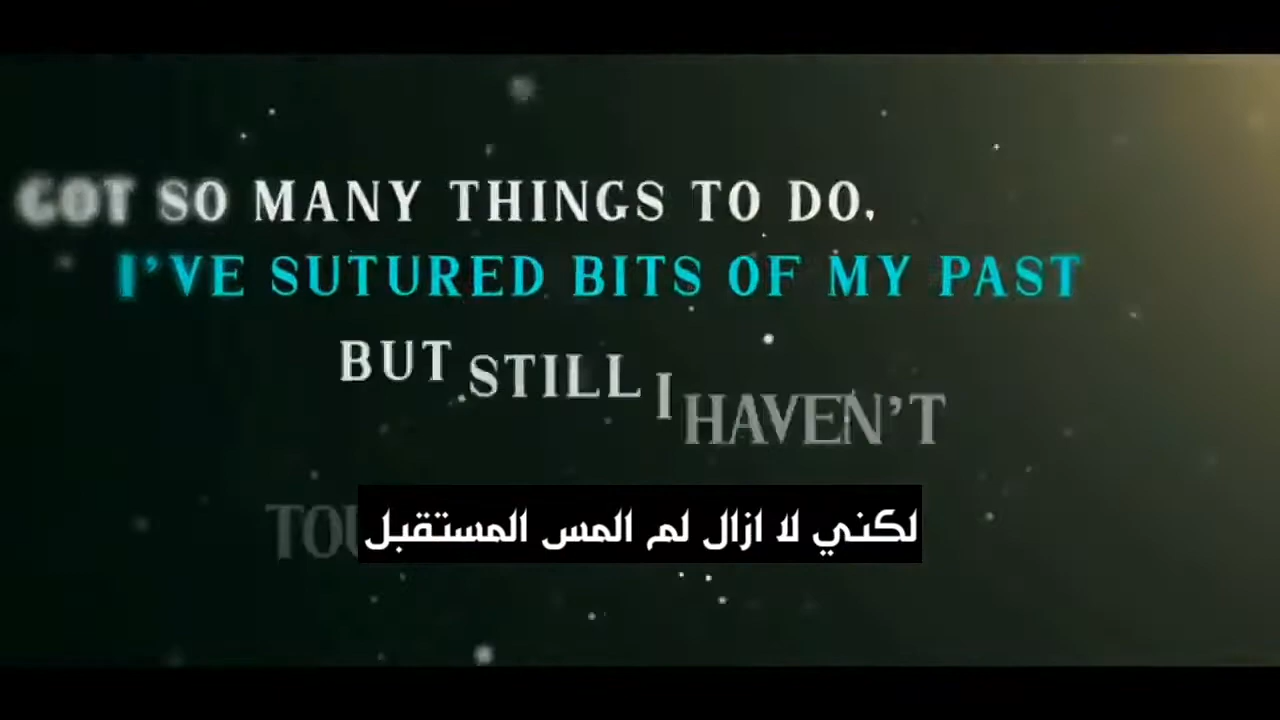 GOT SO MANY THINGS TO DO,
I'VE SUTURED BITS OF MY PAST
BUT STILL I HAVEN'T
لكني لا ازال لم المس المستقبل